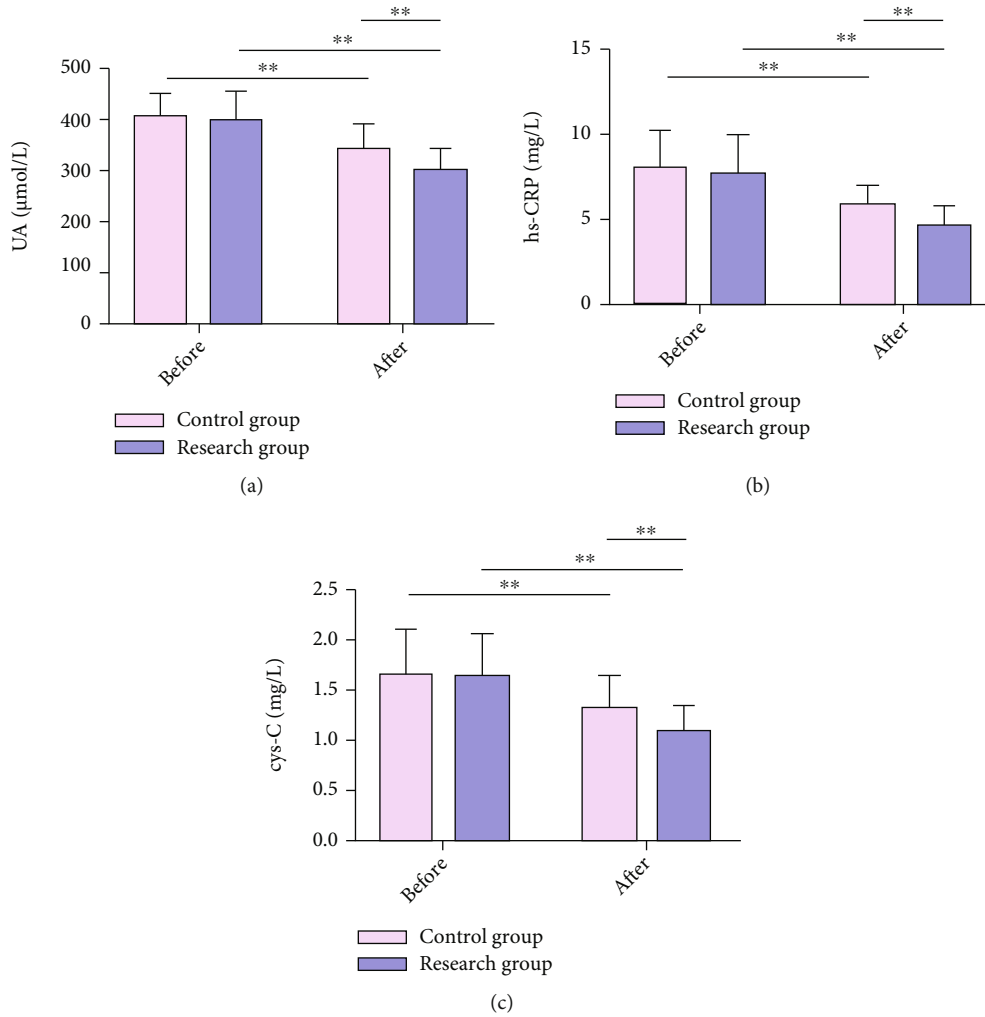 **
**
**
500
400
300
200
100
0
UA (μmol/L)
Before
After
Control group
Research group
(a)
**
**
**
15
10
5
0
hs-CRP (mg/L)
Before
After
Control group
Research group
(b)
**
**
**
2.5
2.0
1.5
1.0
0.5
0.0
cys-C (mg/L)
Before
After
Control group
Research group
(c)